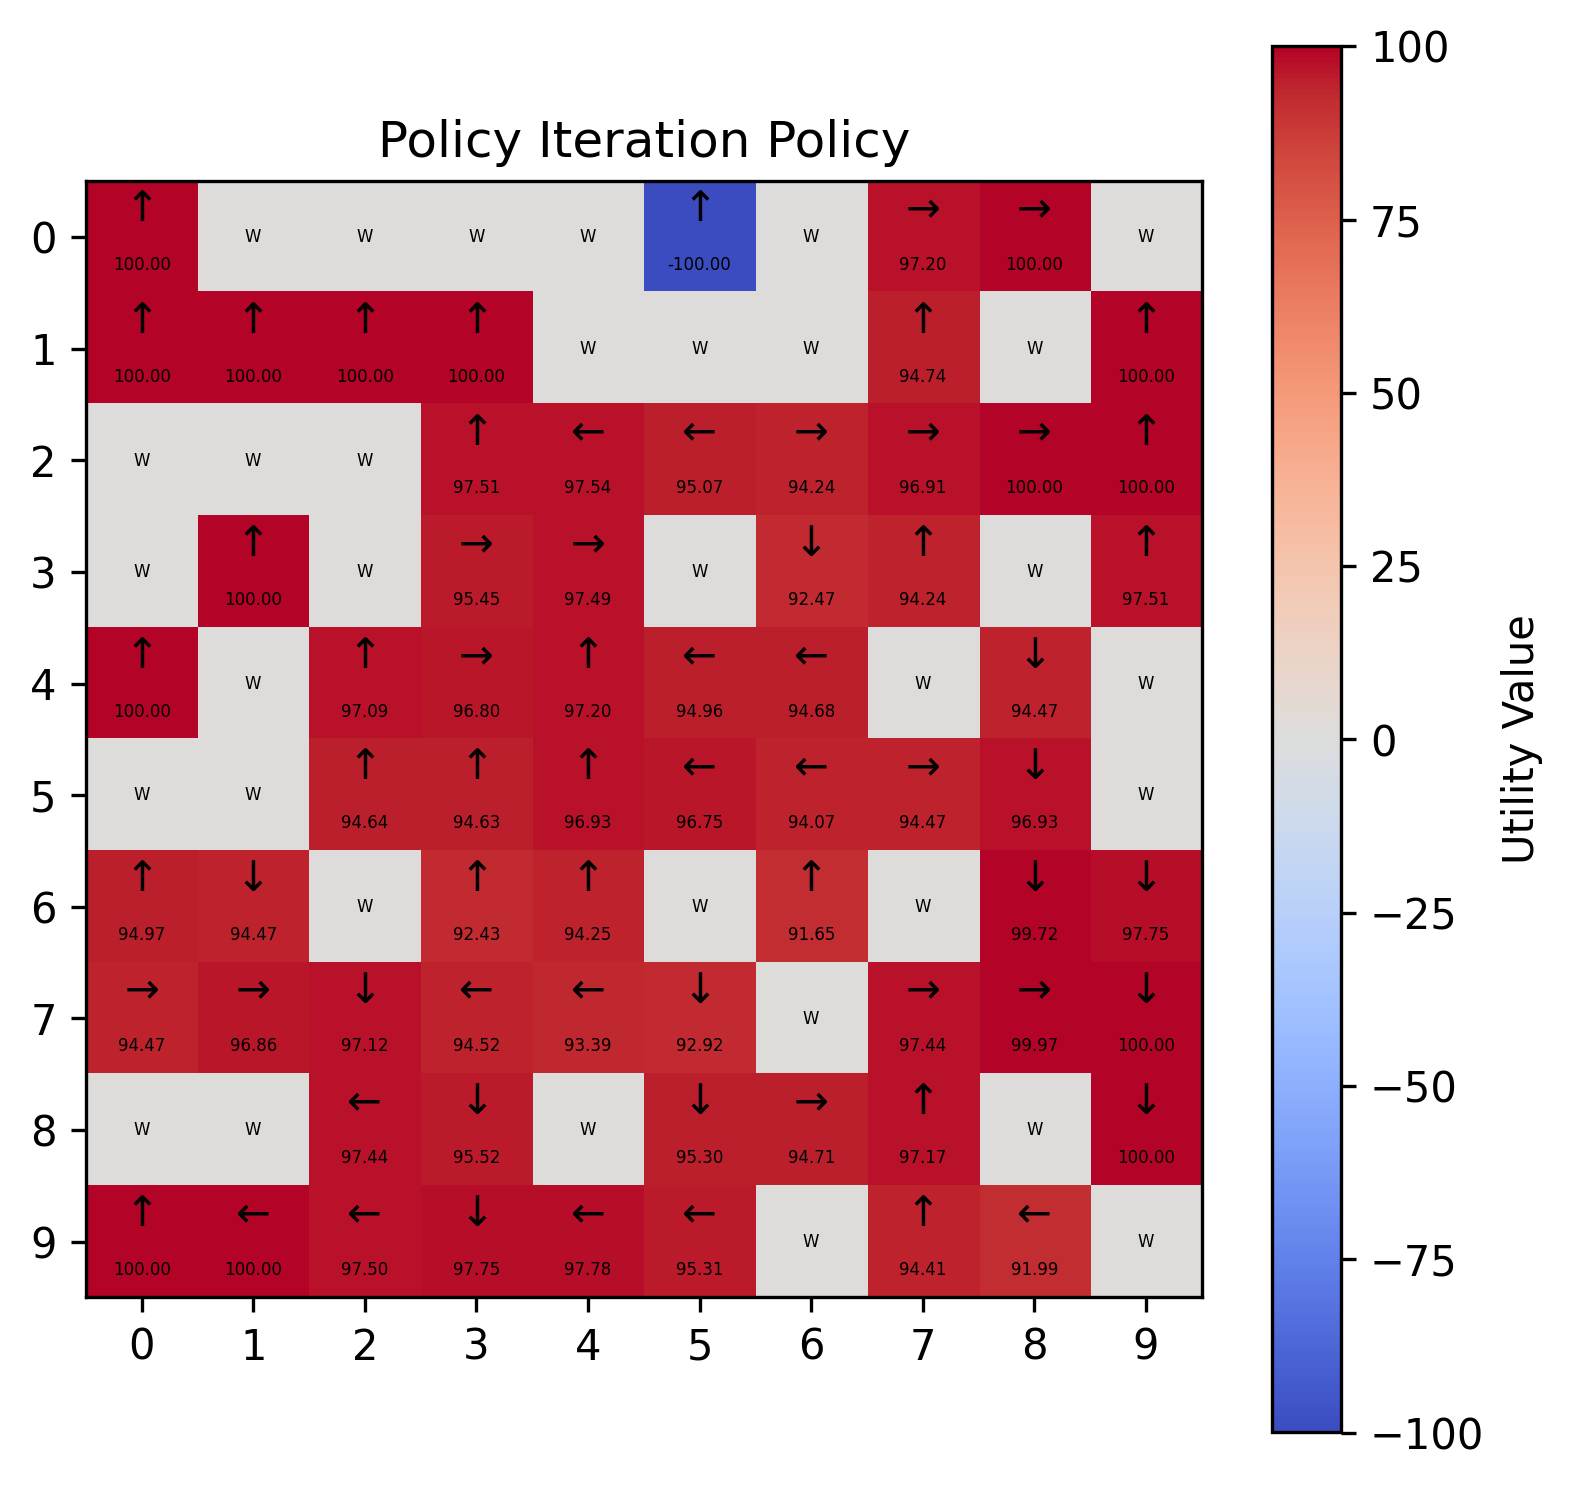 Policy Iteration Policy
0 ↑ W W W W ↑ W → → W
100.00 -100.00 97.20 100.00
1 ↑ ↑ ↑ ↑ W W W ↑ W ↑
100.00 100.00 100.00 100.00 94.74 100.00
2 W W W ↑ ← ← → → → ↑
97.51 97.54 95.07 94.24 96.91 100.00 100.00
3 W ↑ W → → W ↓ ↑ W ↑
100.00 95.45 97.49 92.47 94.24 97.51
4 ↑ W ↑ → ↑ ← ← W ↓ W
100.00 97.09 96.80 97.20 94.96 94.68 94.47
5 W W ↑ ↑ ↑ ← ← → ↓ W
94.64 94.63 96.93 96.75 94.07 94.47 96.93
6 ↑ ↓ W ↑ ↑ W ↑ W ↓ ↓
94.97 94.47 92.43 94.25 91.65 99.72 97.75
7 → → ↓ ← ← ↓ W → → ↓
94.47 96.86 97.12 94.52 93.39 92.92 97.44 99.97 100.00
8 W W ← ↓ W ↓ → ↑ W ↓
97.44 95.52 95.30 94.71 97.17 100.00
9 ↑ ← ← ↓ ← ← W ↑ ← W
100.00 100.00 97.50 97.75 97.78 95.31 94.41 91.99
0 1 2 3 4 5 6 7 8 9
100
75
50
25
0
−25
−50
−75
−100
Utility Value